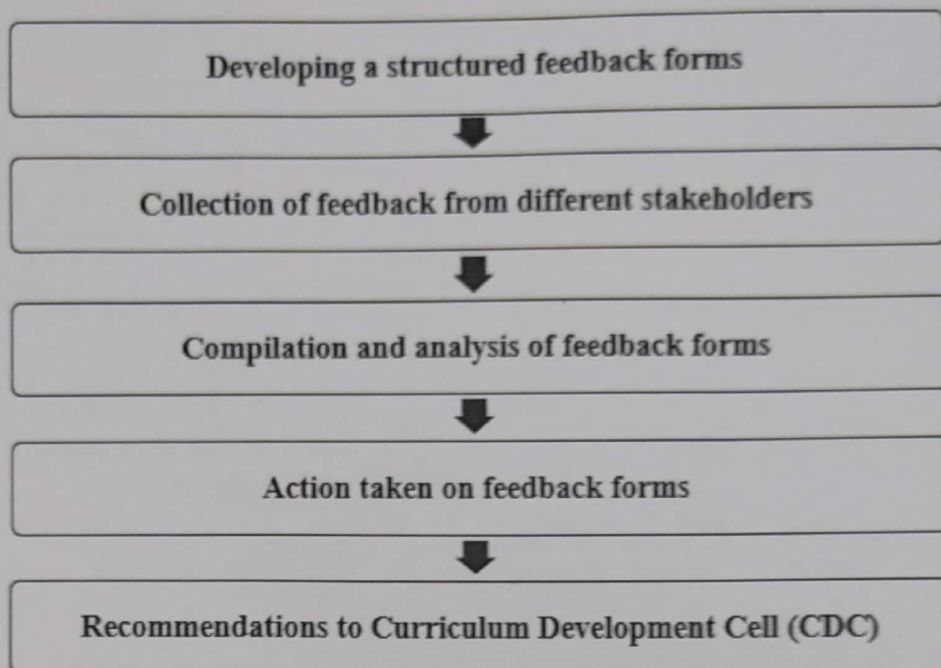 Developing a structured feedback forms
Collection of feedback from different stakeholders
Compilation and analysis of feedback forms
Action taken on feedback forms
Recommendations to Curriculum Development Cell (CDC)